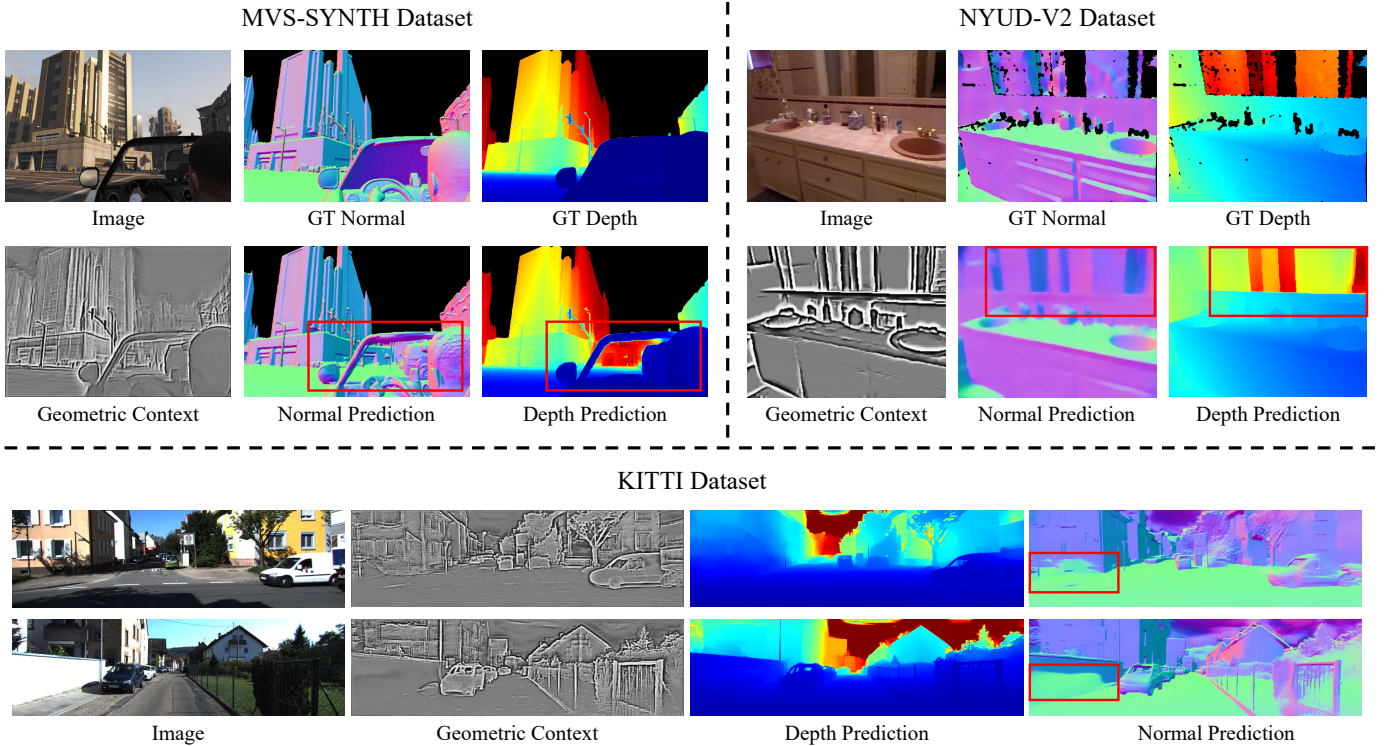 MVS-SYNTH Dataset
NYUD-V2 Dataset
Image
GT Normal
GT Depth
Image
GT Normal
GT Depth
Geometric Context
Normal Prediction
Depth Prediction
Geometric Context
Normal Prediction
Depth Prediction
KITTI Dataset
Image
Geometric Context
Depth Prediction
Normal Prediction